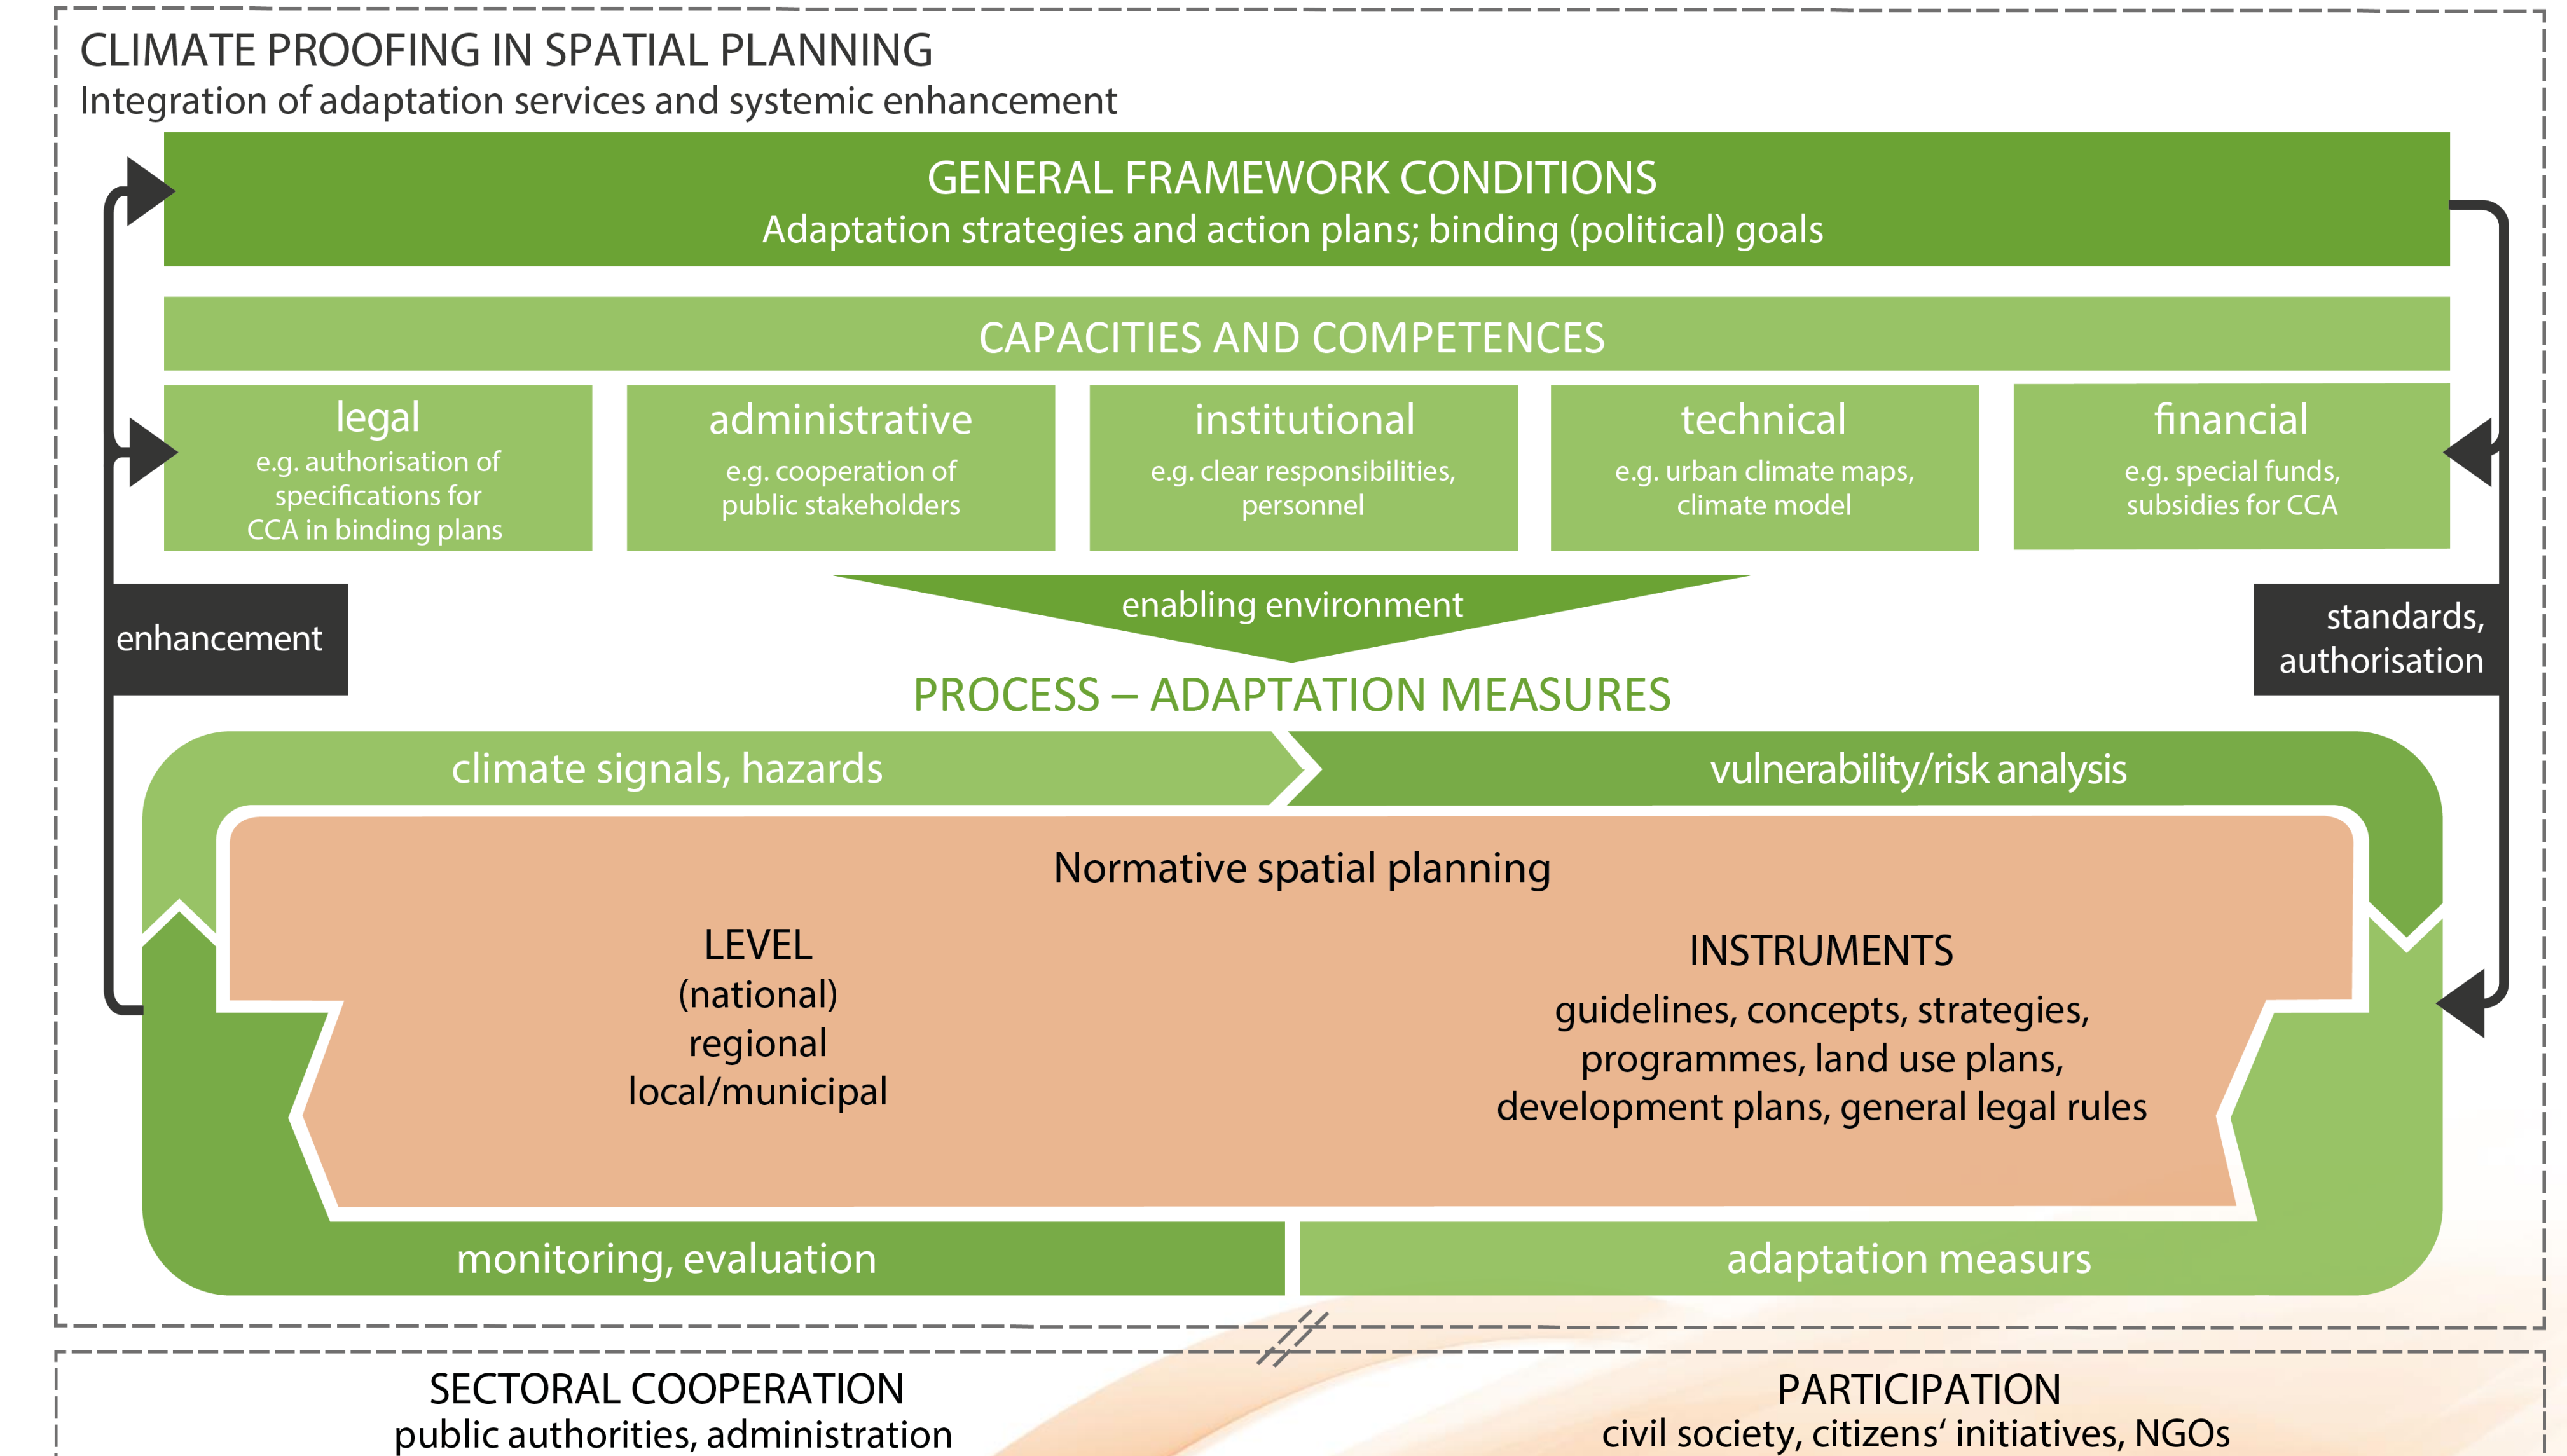 CLIMATE PROOFING IN SPATIAL PLANNING
Integration of adaptation services and systemic enhancement
GENERAL FRAMEWORK CONDITIONS
Adaptation strategies and action plans; binding (political) goals
CAPACITIES AND COMPETENCES
legal
e.g. authorisation of
specifications for
CCA in binding plans
administrative
e.g. cooperation of
public stakeholders
institutional
e.g. clear responsibilities,
personnel
technical
e.g. urban climate maps,
climate model
financial
e.g. special funds,
subsidies for CCA
enabling environment
enhancement
standards,
authorisation
PROCESS – ADAPTATION MEASURES
climate signals, hazards
vulnerability/risk analysis
Normative spatial planning
LEVEL
(national)
regional
local/municipal
INSTRUMENTS
guidelines, concepts, strategies,
programmes, land use plans,
development plans, general legal rules
monitoring, evaluation
adaptation measurs
SECTORAL COOPERATION
public authorities, administration
PARTICIPATION
civil society, citizens‘ initiatives, NGOs